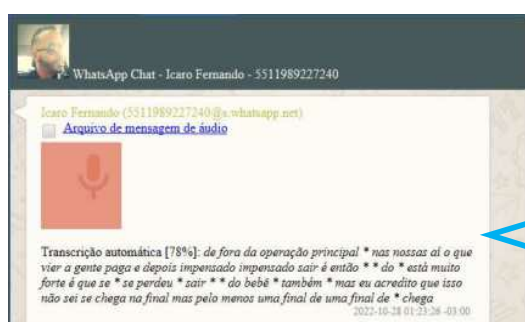 WhatsApp Chat - Icaro Fernando - 5511989227240
Icaro Fernando (5511989227240@s.whatsapp.net)
Arquivo de mensagem de áudio
Transcrição automática [78%]: de fora da operação principal * nas nossas aí o que
vier a gente paga e depois impensado impensado sair é então * * do * está muito
forte é que se * se perdeu * sair * * do bebê * também * mas eu acredito que isso
não sei se chega na final mas pelo menos uma final de uma final de * chega
2022-10-28 01:23:26 -03:00